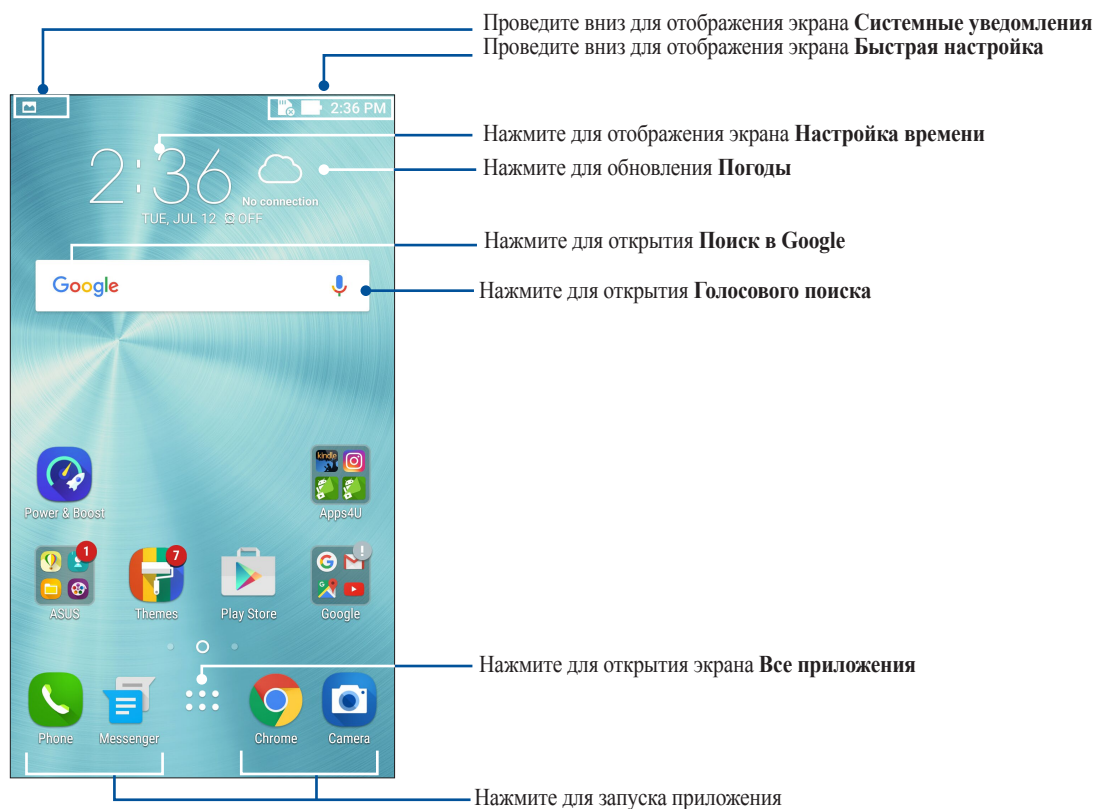 Проведите вниз для отображения экрана Системные уведомления
Проведите вниз для отображения экрана Быстрая настройка
2:36 PM
Нажмите для отображения экрана Настройка времени
2:36
Нажмите для обновления Погоды
No connection
TUE, JUL 12 OFF
Нажмите для открытия Поиск в Google
Google
Нажмите для открытия Голосового поиска
kindle
Power & Boost
Apps4U
1
7
!
G
ASUS
Themes
Play Store
Google
Нажмите для открытия экрана Все приложения
Phone
Messenger
Chrome
Camera
Нажмите для запуска приложения